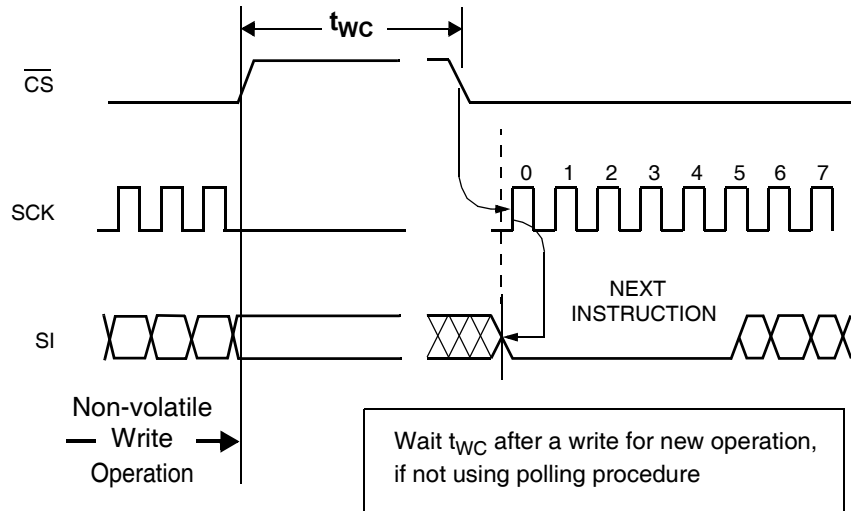 tWC
CS
SCK
0 1 2 3 4 5 6 7
SI
NEXT
INSTRUCTION
Non-volatile
Write
Operation
Wait tWC after a write for new operation,
if not using polling procedure